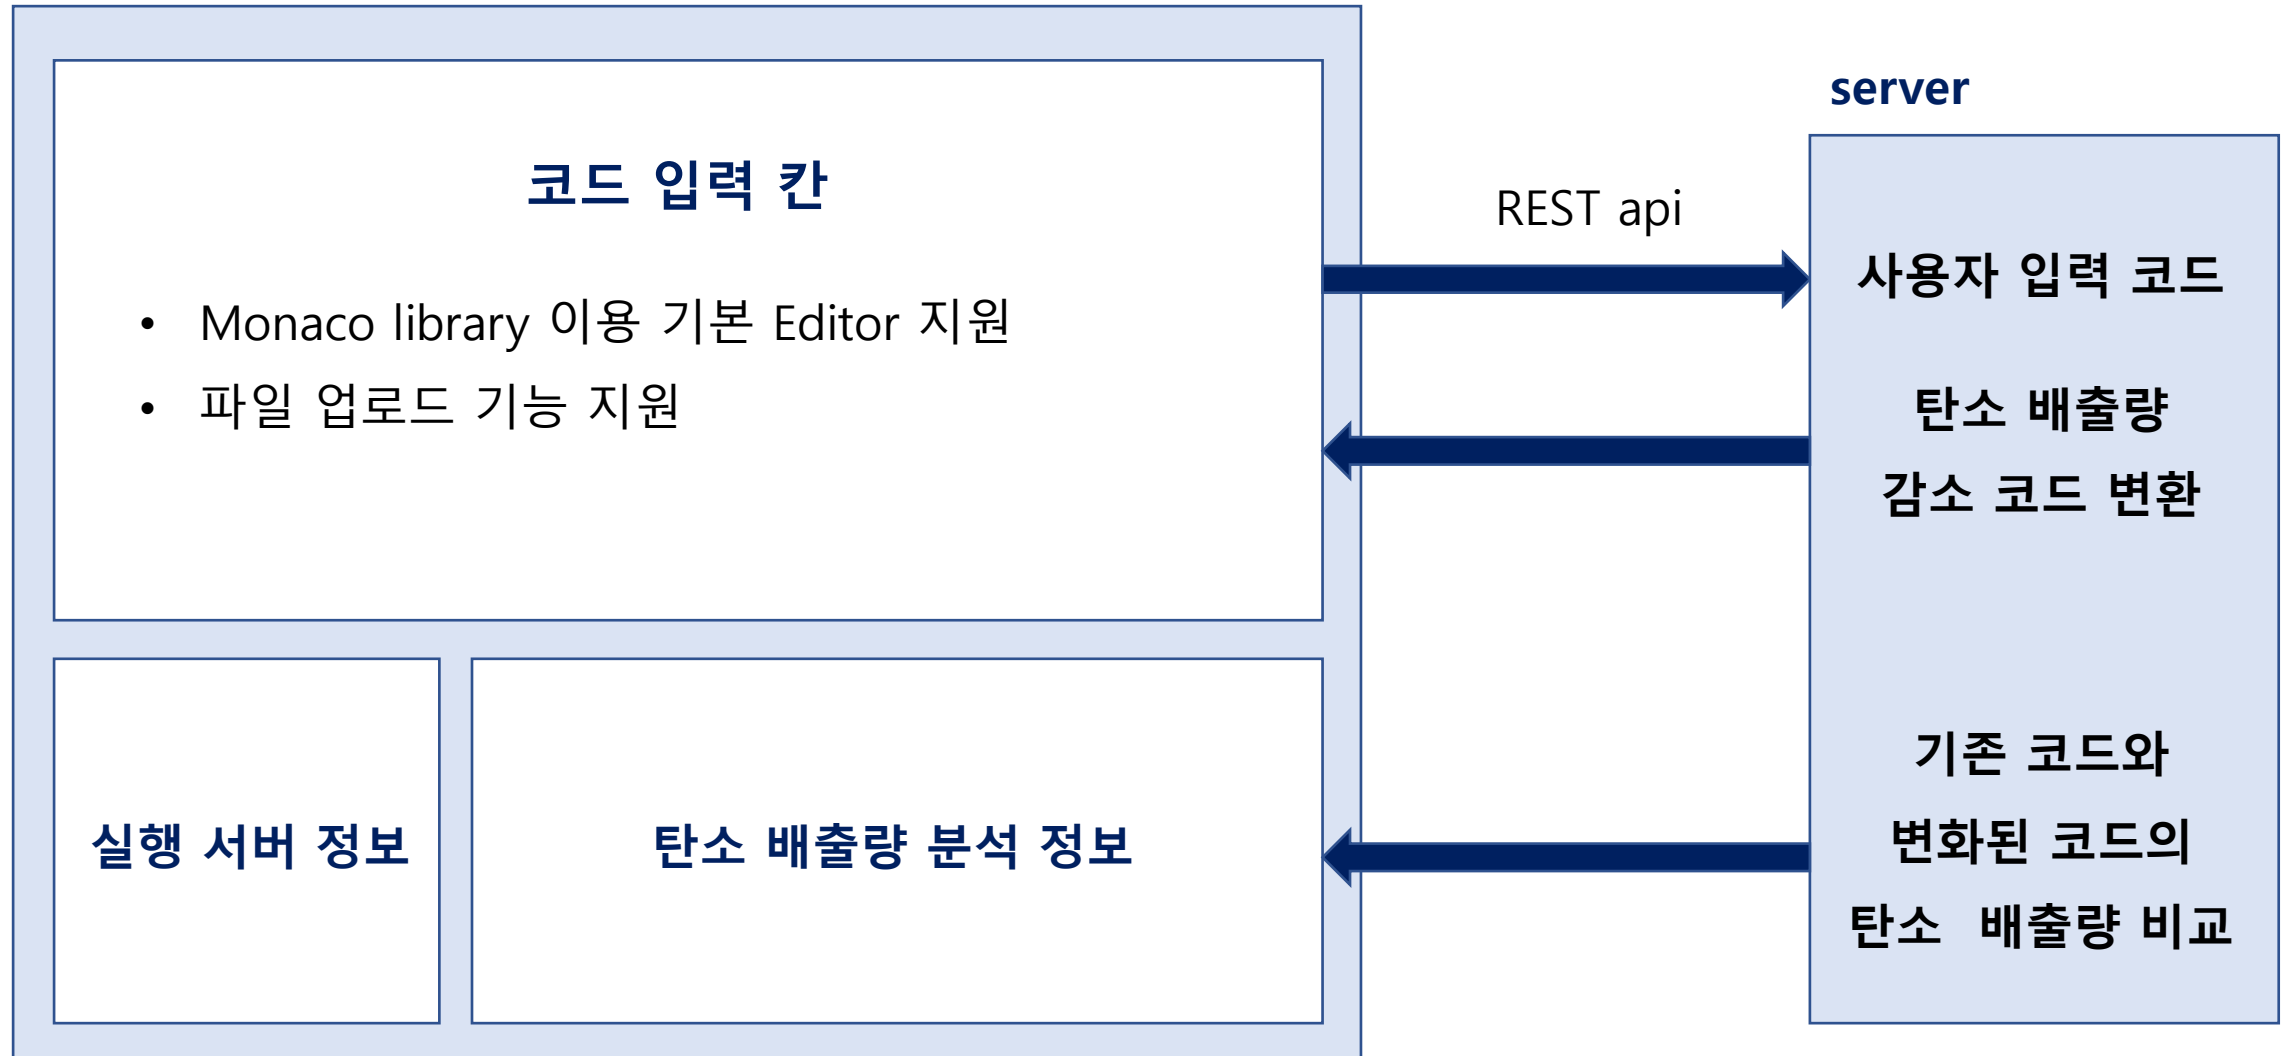 코드 입력 칸
• Monaco library 이용 기본 Editor 지원
• 파일 업로드 기능 지원
실행 서버 정보
탄소 배출량 분석 정보
REST api
server
사용자 입력 코드
탄소 배출량
감소 코드 변환
기존 코드와
변화된 코드의
탄소 배출량 비교